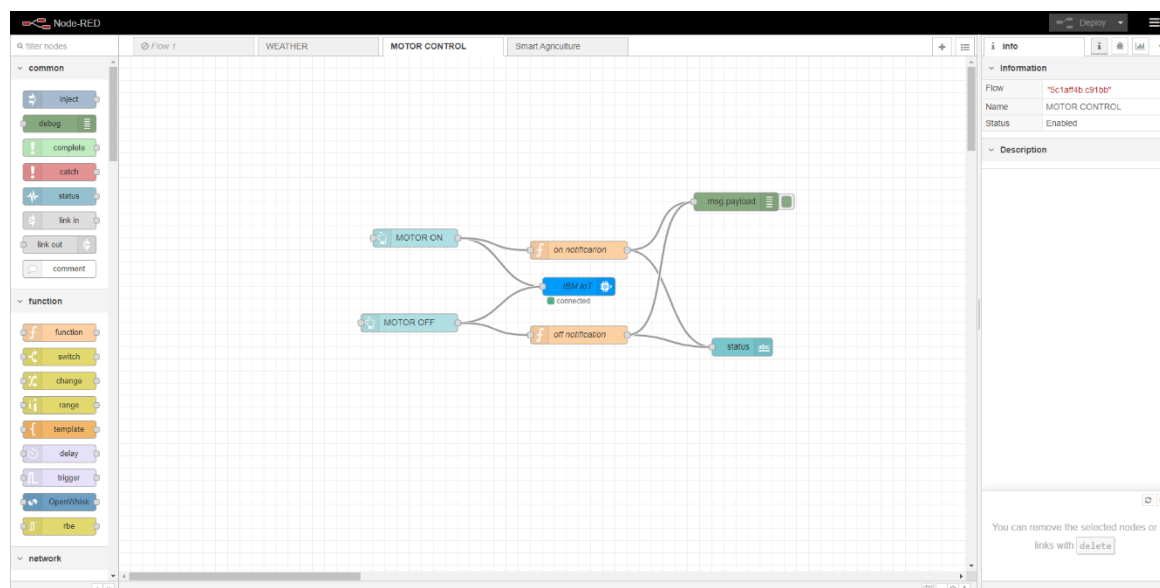 Node-RED
Deploy
filter nodes
Flow 1
WEATHER
MOTOR CONTROL
Smart Agriculture
i info
common
inject
debug
complete
catch
status
link in
link out
comment
function
function
switch
change
range
template
delay
trigger
OpenWhisk
rbe
network
MOTOR ON
MOTOR OFF
on notificarion
IBM IoT
connected
off notification
msg.payload
status abc
Information
Flow "5c1aff4b.c91bb"
Name MOTOR CONTROL
Status Enabled
Description
You can remove the selected nodes or
links with delete